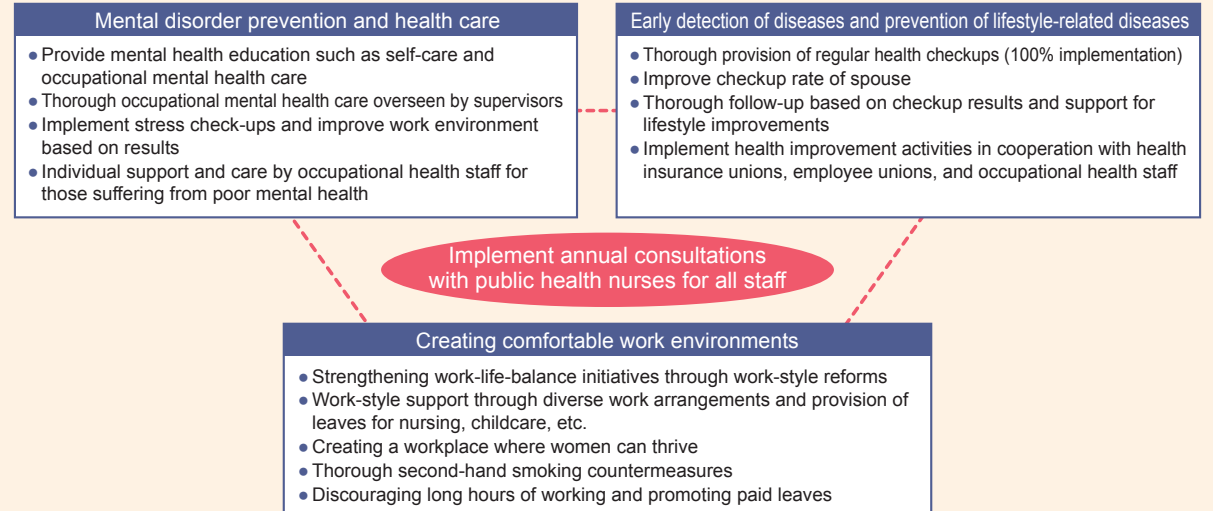 Mental disorder prevention and health care
● Provide mental health education such as self-care and
occupational mental health care
● Thorough occupational mental health care overseen by supervisors
● Implement stress check-ups and improve work environment
based on results
● Individual support and care by occupational health staff for
those suffering from poor mental health
Early detection of diseases and prevention of lifestyle-related diseases
● Thorough provision of regular health checkups (100% implementation)
● Improve checkup rate of spouse
● Thorough follow-up based on checkup results and support for
lifestyle improvements
● Implement health improvement activities in cooperation with health
insurance unions, employee unions, and occupational health staff
Implement annual consultations
with public health nurses for all staff
Creating comfortable work environments
● Strengthening work-life-balance initiatives through work-style reforms
● Work-style support through diverse work arrangements and provision of
leaves for nursing, childcare, etc.
● Creating a workplace where women can thrive
● Thorough second-hand smoking countermeasures
● Discouraging long hours of working and promoting paid leaves